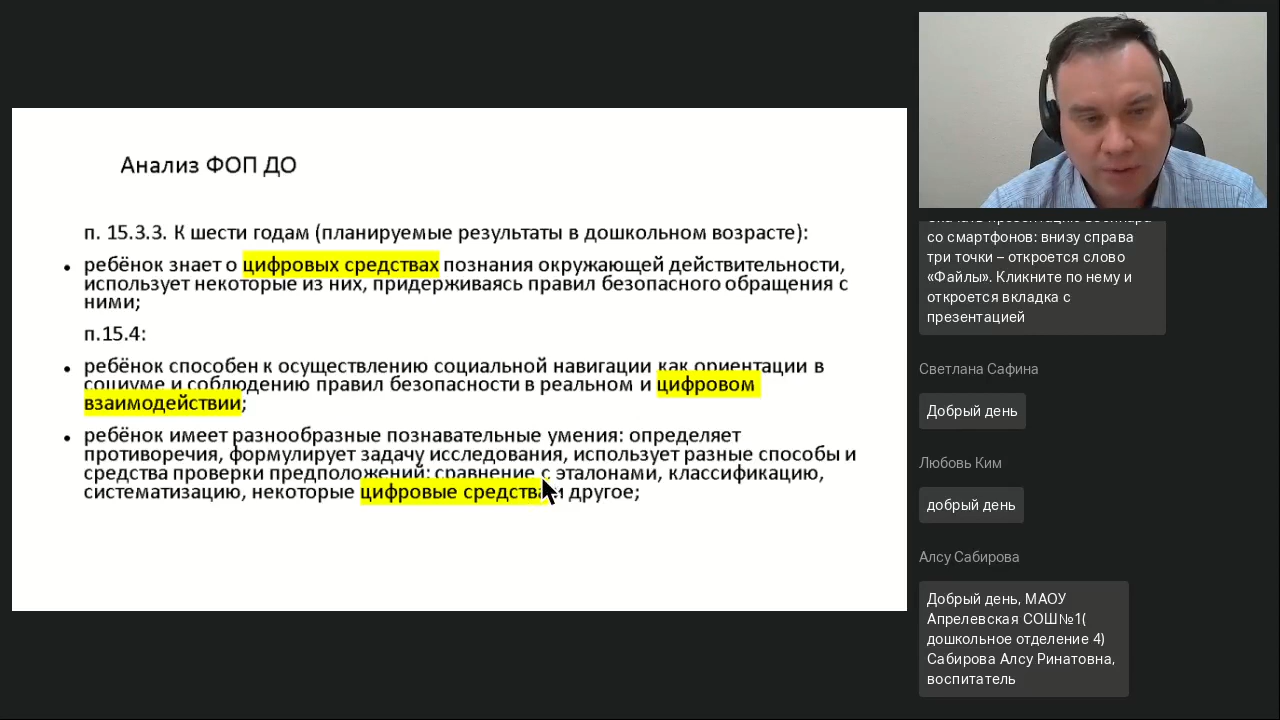 Анализ ФОП ДО
п. 15.3.3. К шести годам (планируемые результаты в дошкольном возрасте):
• ребёнок знает о цифровых средствах познания окружающей действительности,
использует некоторые из них, придерживаясь правил безопасного обращения с
ними;
п.15.4:
• ребёнок способен к осуществлению социальной навигации как ориентации в
социуме и соблюдению правил безопасности в реальном и цифровом
взаимодействии;
• ребёнок имеет разнообразные познавательные умения: определяет
противоречия, формулирует задачу исследования, использует разные способы и
средства проверки предположений: сравнение с эталонами, классификацию,
систематизацию, некоторые цифровые средства и другое;
скачать презентацию вебинара
со смартфонов: внизу справа
три точки – откроется слово
«Файлы». Кликните по нему и
откроется вкладка с
презентацией
Светлана Сафина
Добрый день
Любовь Ким
добрый день
Алсу Сабирова
Добрый день, МАОУ
Апрелевская СОШ№1(
дошкольное отделение 4)
Сабирова Алсу Ринатовна,
воспитатель